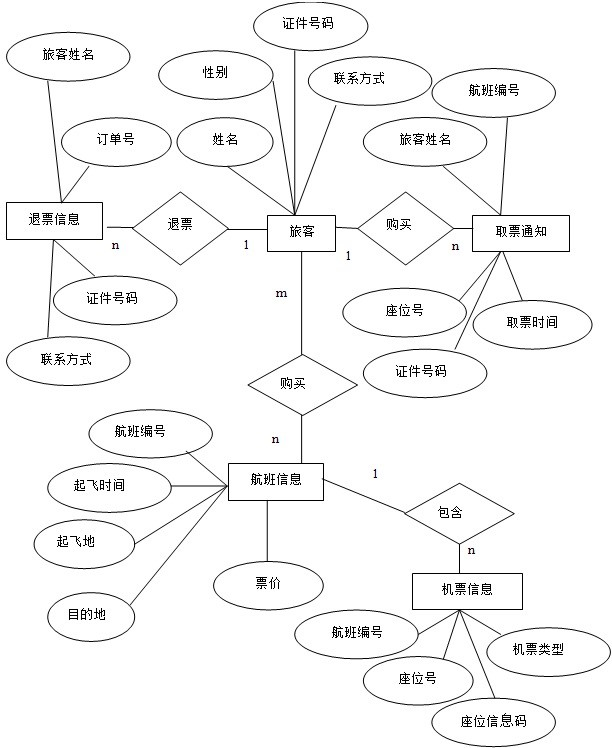 证件号码
旅客姓名
性别
联系方式
航班编号
订单号
姓名
旅客姓名
退票信息
退票
旅客
购买
取票通知
n
1
1
n
m
证件号码
座位号
取票时间
联系方式
证件号码
购买
航班编号
n
航班信息
1
起飞时间
包含
起飞地
n
票价
机票信息
目的地
航班编号
机票类型
座位号
座位信息码